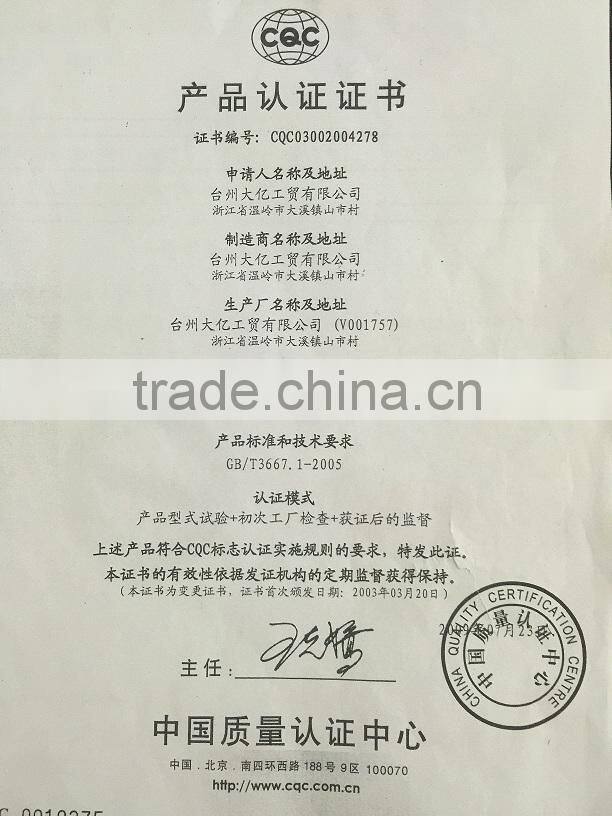 CQC
产品认证证书
证书编号: CQC03002004278
申请人名称及地址
台州大亿工贸有限公司
浙江省温岭市大溪镇山市村
制造商名称及地址
台州大亿工贸有限公司
浙江省温岭市大溪镇山市村
生产厂名称及地址
台州大亿工贸有限公司 (V001757)
浙江省温岭市大溪镇山市村
trade.china.cn
产品标准和技术要求
GB/T3667.1-2005
认证模式
产品型式试验+初次工厂检查+获证后的监督
上述产品符合CQC标志认证实施规则的要求，特发此证。
本证书的有效性依据发证机构的定期监督获得保持。
(本证书为变更证书，证书首次颁发日期: 2003年03月20日)
CHINA QUALITY CERTIFICATION CENTRE
中国质量认证中心
主任:
中国质量认证中心
中国.北京.南四环西路188号9区 100070
http://www.cqc.com.cn